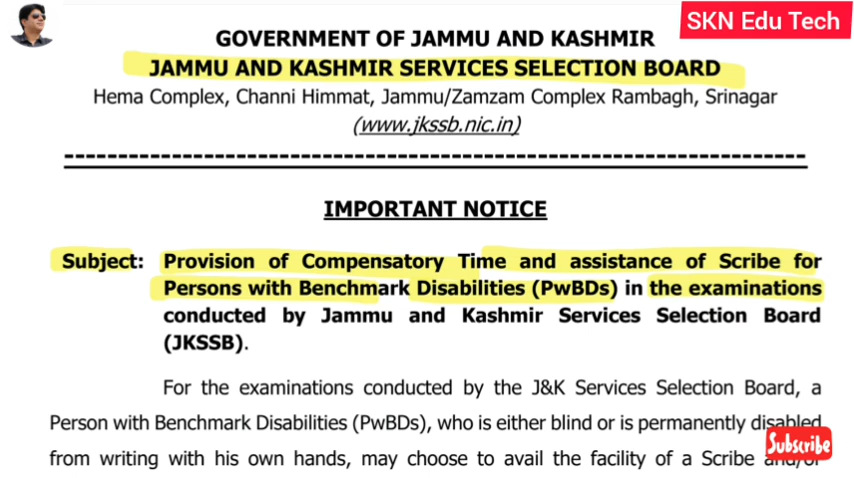 SKN Edu Tech
GOVERNMENT OF JAMMU AND KASHMIR
JAMMU AND KASHMIR SERVICES SELECTION BOARD
Hema Complex, Channi Himmat, Jammu/Zamzam Complex Rambagh, Srinagar
(www.jkssb.nic.in)
IMPORTANT NOTICE
Subject: Provision of Compensatory Time and assistance of Scribe for
Persons with Benchmark Disabilities (PwBDs) in the examinations
conducted by Jammu and Kashmir Services Selection Board
(JKSSB).
For the examinations conducted by the J&K Services Selection Board, a
Person with Benchmark Disabilities (PwBDs), who is either blind or is permanently disabled
from writing with his own hands, may choose to avail the facility of a Scribe and/or
Subscribe